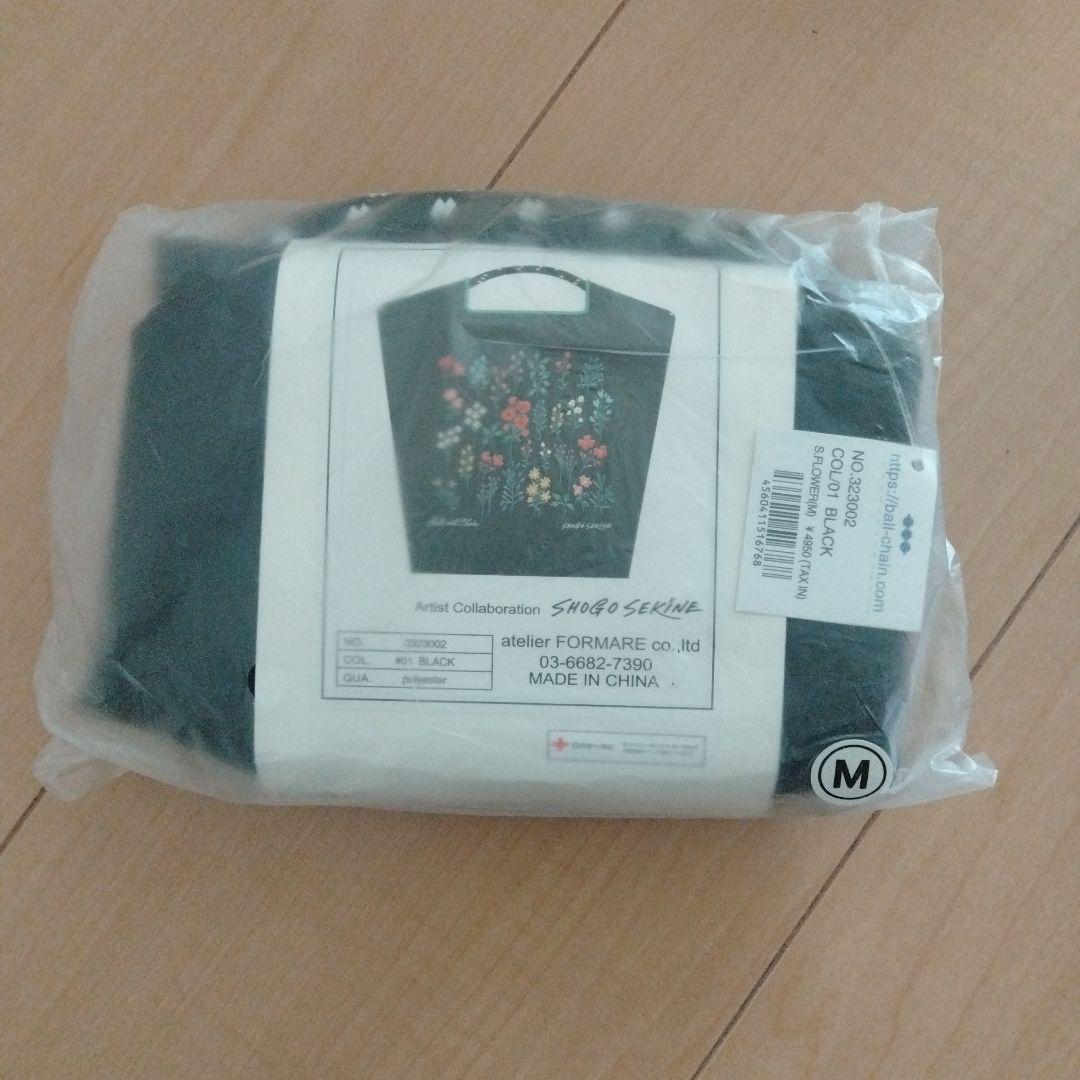 SHOGO SEKINE
Artist Collaboration SHOGO SEKINE
NO. 0323002
COL. #01 BLACK
QUA. polyester
atelier FORMARE co.,ltd
03-6682-7390
MADE IN CHINA
https://ball-chain.com
NO.323002
COL/01 BLACK
S.FLOWER(M) ¥4950(TAX IN)
4560411516768
M